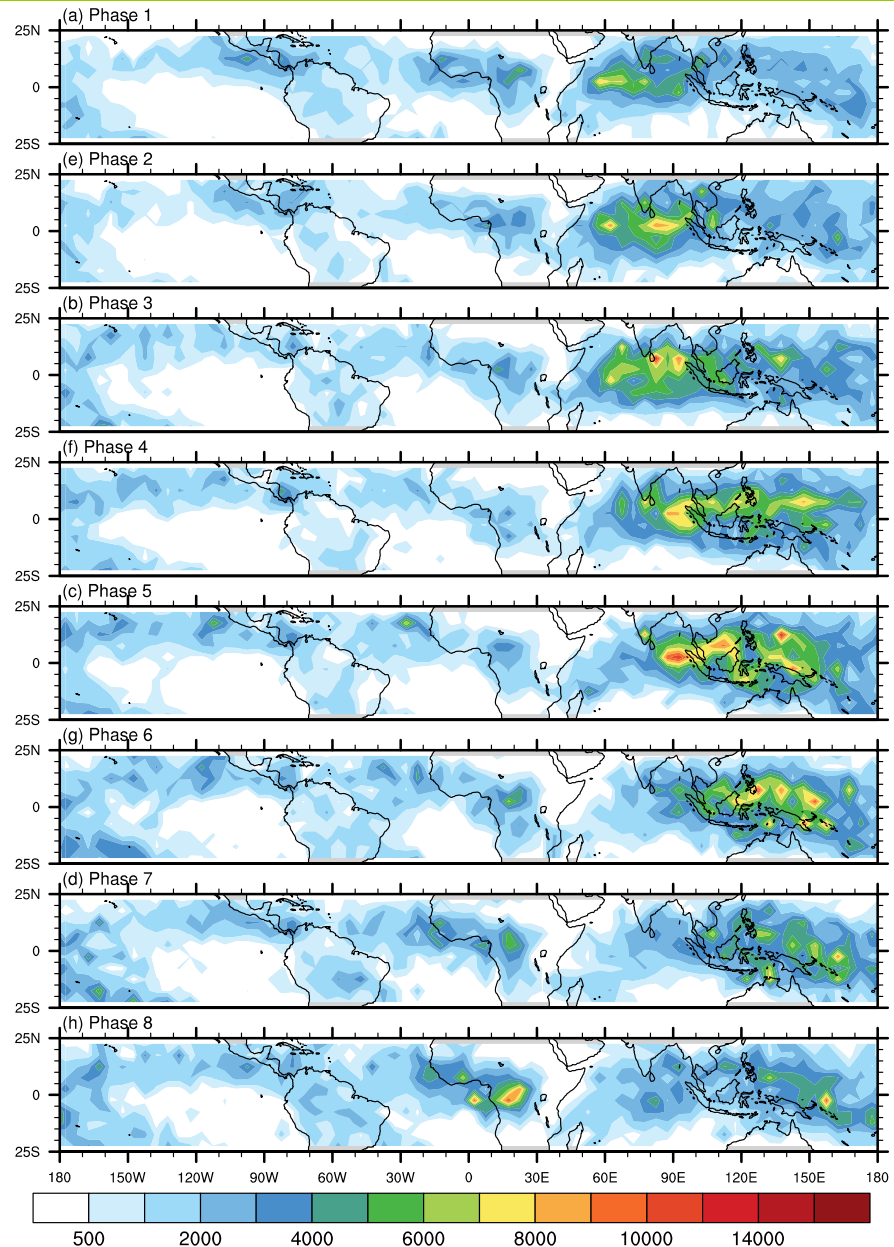 (a) Phase 1
25N
0
25S
(e) Phase 2
25N
0
25S
(b) Phase 3
25N
0
25S
(f) Phase 4
25N
0
25S
(c) Phase 5
25N
0
25S
(g) Phase 6
25N
0
25S
(d) Phase 7
25N
0
25S
(h) Phase 8
25N
0
25S
180 150W 120W 90W 60W 30W 0 30E 60E 90E 120E 150E 180
500 2000 4000 6000 8000 10000 14000